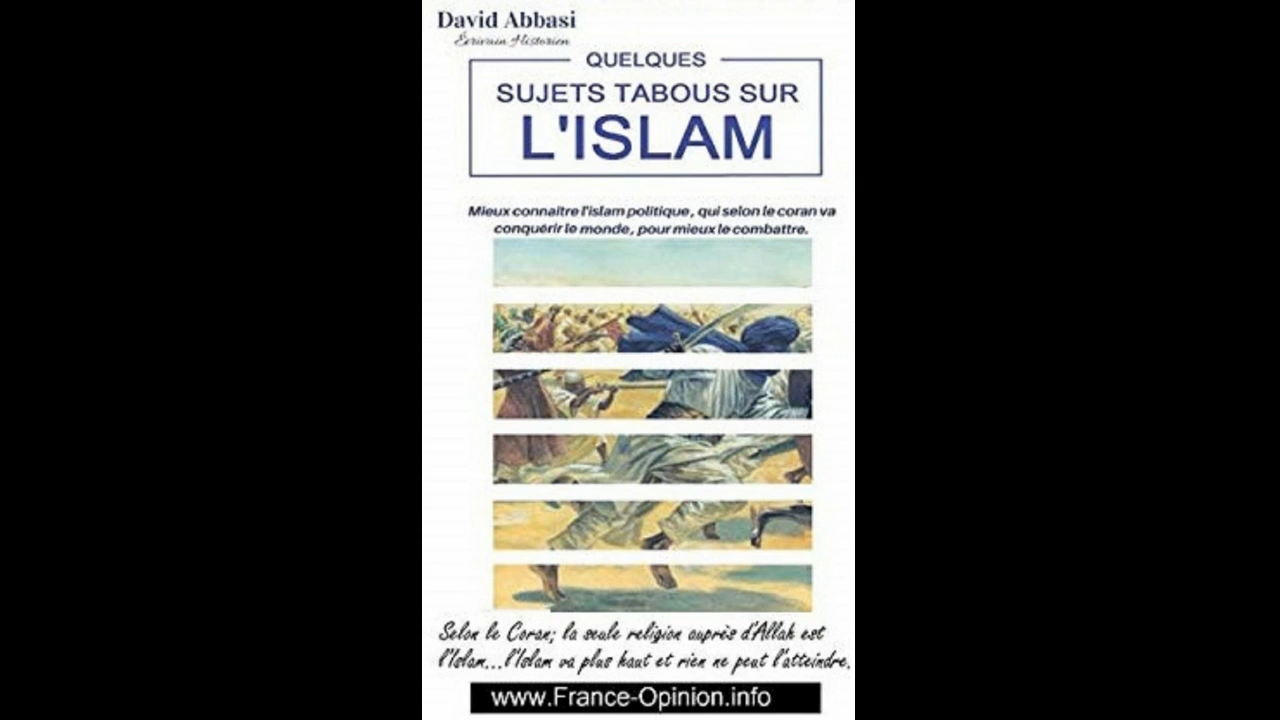 David Abbasi
Écrivain Historien
QUELQUES
SUJETS TABOUS SUR
L'ISLAM
Mieux connaitre l'islam politique, qui selon le coran va
conquérir le monde, pour mieux le combattre.
Selon le Coran; la seule religion auprès d'Allah est
l'Islam...l'Islam va plus haut et rien ne peut l'atteindre.
www.France-Opinion.info